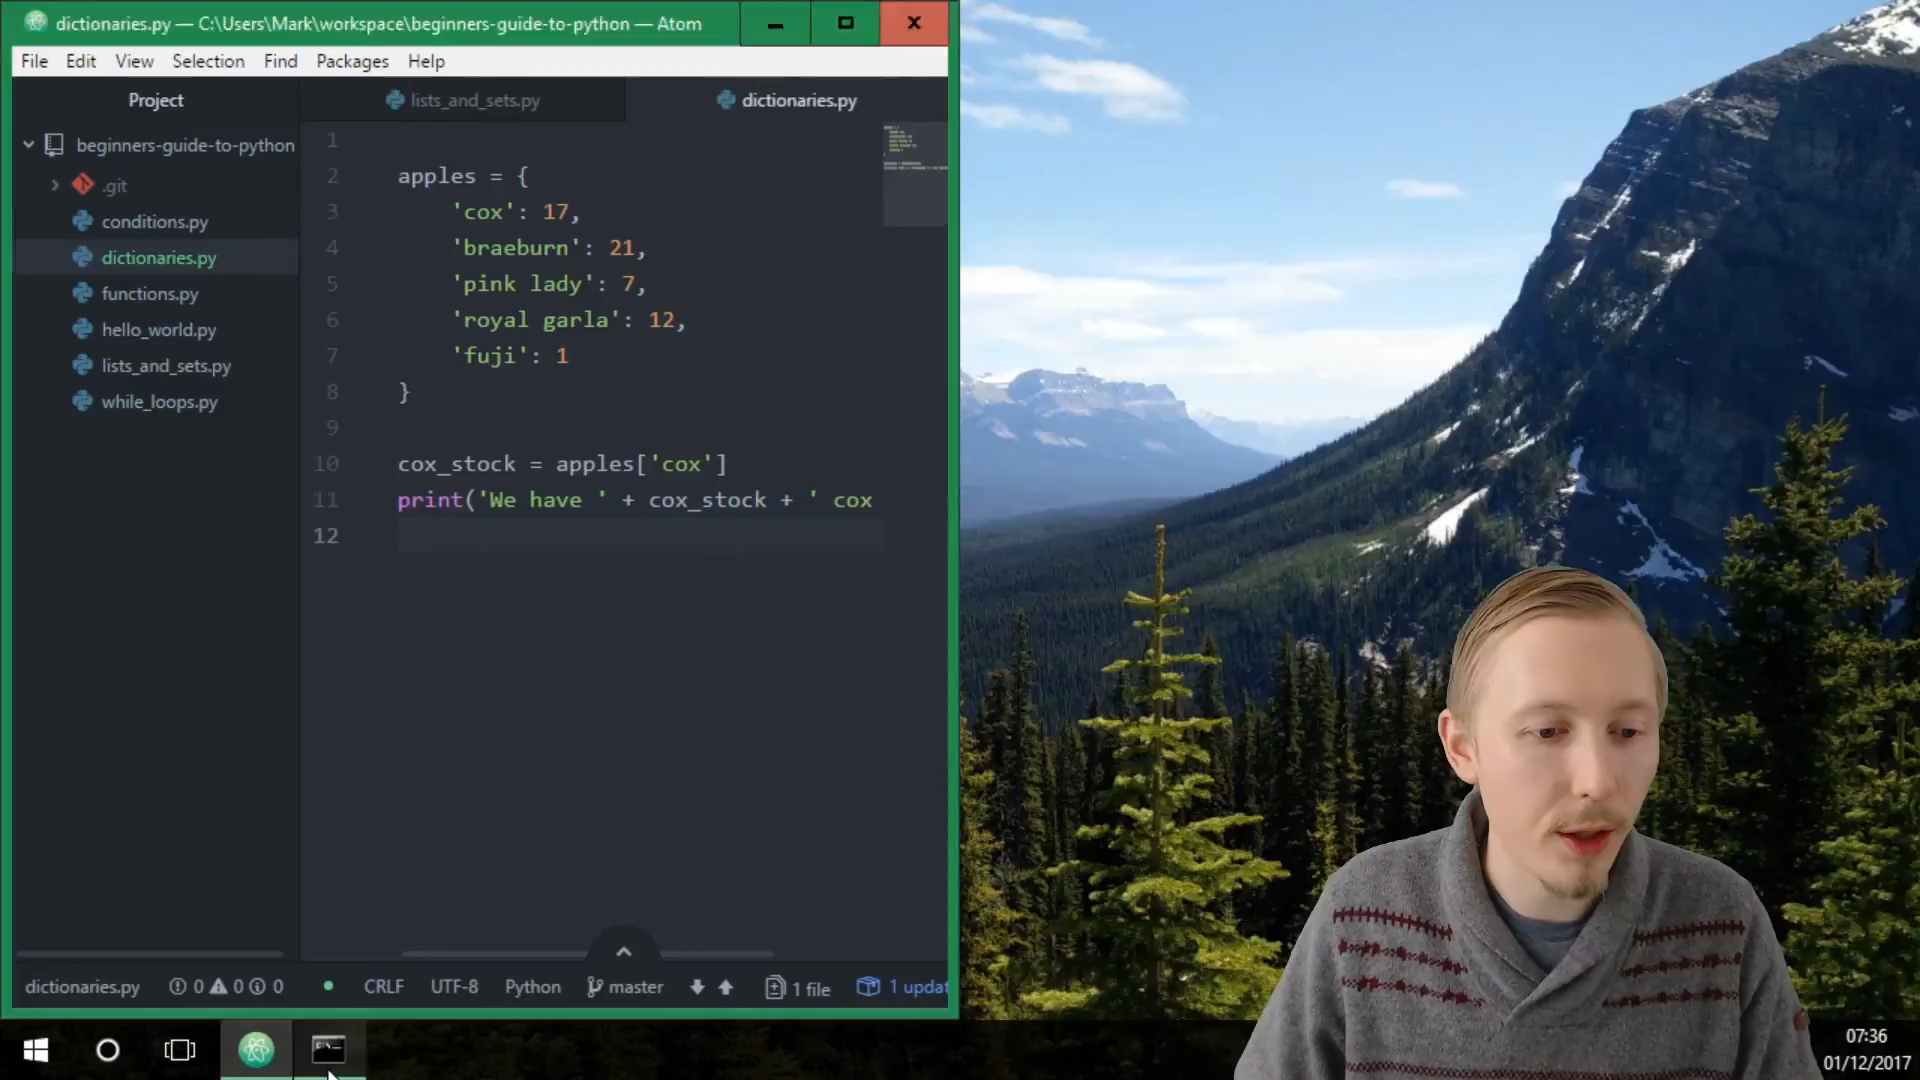 dictionaries.py — C:\Users\Mark\workspace\beginners-guide-to-python — Atom
File Edit View Selection Find Packages Help
Project
lists_and_sets.py
dictionaries.py
beginners-guide-to-python
.git
conditions.py
dictionaries.py
functions.py
hello_world.py
lists_and_sets.py
while_loops.py
1
2 apples = {
3 'cox': 17,
4 'braeburn': 21,
5 'pink lady': 7,
6 'royal garla': 12,
7 'fuji': 1
8 }
9
10 cox_stock = apples['cox']
11 print('We have ' + cox_stock + ' cox
12
dictionaries.py 0 0 0 CRLF UTF-8 Python master 1 file 1 updat
07:36
01/12/2017